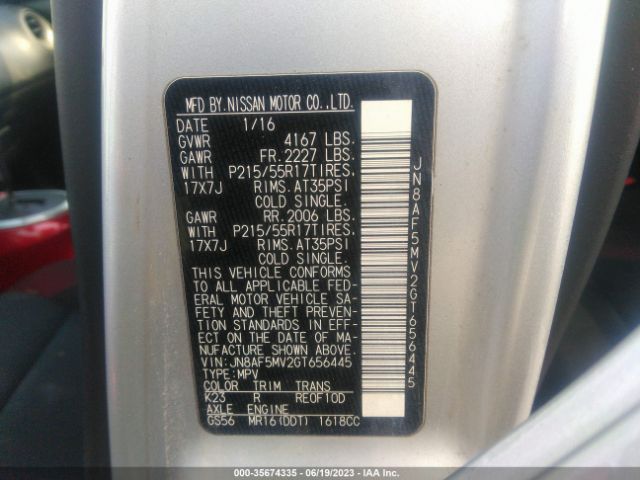 MFD BY.NISSAN MOTOR CO.,LTD.
DATE 1/16
GVWR 4167 LBS.
GAWR FR.2227 LBS.
WITH P215/55R17TIRES,
17X7J RIMS.AT35PSI
COLD SINGLE.
GAWR RR.2006 LBS.
WITH P215/55R17TIRES,
17X7J RIMS.AT35PSI
COLD SINGLE.
THIS VEHICLE CONFORMS
TO ALL APPLICABLE FED-
ERAL MOTOR VEHICLE SA-
FETY AND THEFT PREVEN-
TION STANDARDS IN EFF-
ECT ON THE DATE OF MA-
NUFACTURE SHOWN ABOVE.
VIN:JN8AF5MV2GT656445
TYPE:MPV
COLOR TRIM TRANS
K23 R RE0F10D
AXLE ENGINE
GS56 MR16(DDT) 1618CC
JN8AF5MV2GT656445
000-35674335 - 06/19/2023 - IAA Inc.